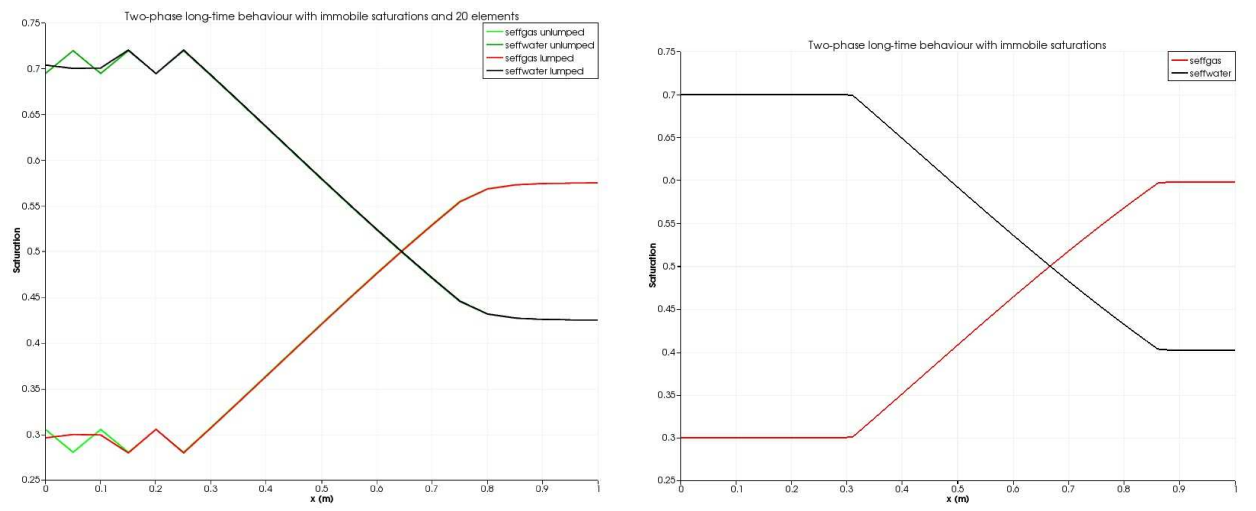 Two-phase long-time behaviour with immobile saturations and 20 elements
seffgas unlumped
seffwater unlumped
seffgas lumped
seffwater lumped
0.75
0.7
0.65
0.6
0.55
0.5
0.45
0.4
0.35
0.3
0.25
Saturation
0 0.1 0.2 0.3 0.4 0.5 0.6 0.7 0.8 0.9 1
x (m)
Two-phase long-time behaviour with immobile saturations
seffgas
seffwater
0.75
0.7
0.65
0.6
0.55
0.5
0.45
0.4
0.35
0.3
0.25
Saturation
0 0.1 0.2 0.3 0.4 0.5 0.6 0.7 0.8 0.9 1
x (m)